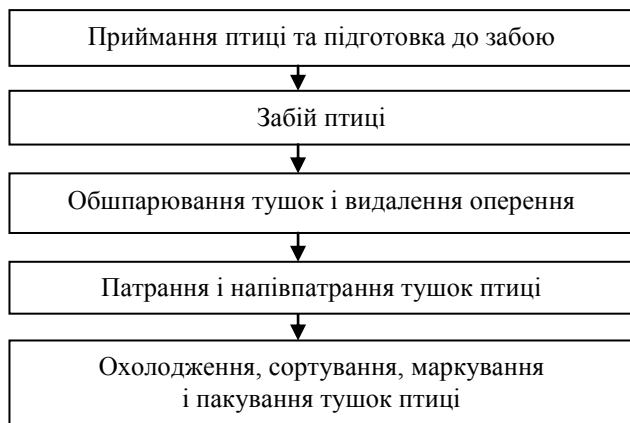 Приймання птиці та підготовка до забою
Забій птиці
Обшпарювання тушок і видалення оперення
Патрання і напівпатрання тушок птиці
Охолодження, сортування, маркування
і пакування тушок птиці